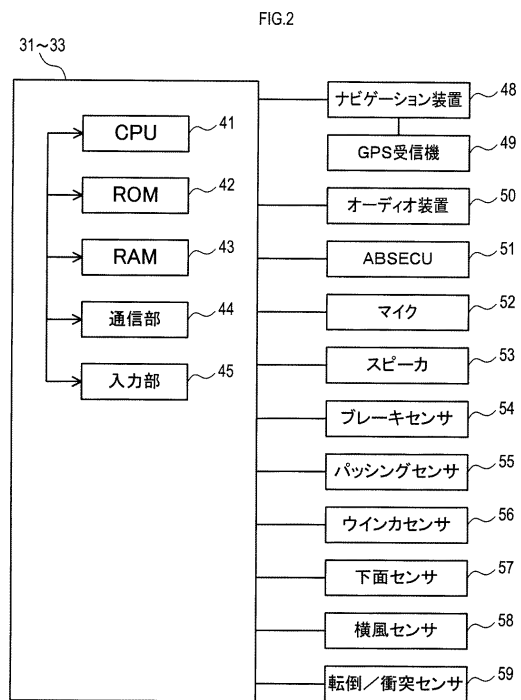 FIG.2
31～33
CPU 41
ROM 42
RAM 43
通信部 44
入力部 45
ナビゲーション装置 48
GPS受信機 49
オーディオ装置 50
ABSECU 51
マイク 52
スピーカ 53
ブレーキセンサ 54
パッシングセンサ 55
ウインカセンサ 56
下面センサ 57
横風センサ 58
転倒／衝突センサ 59